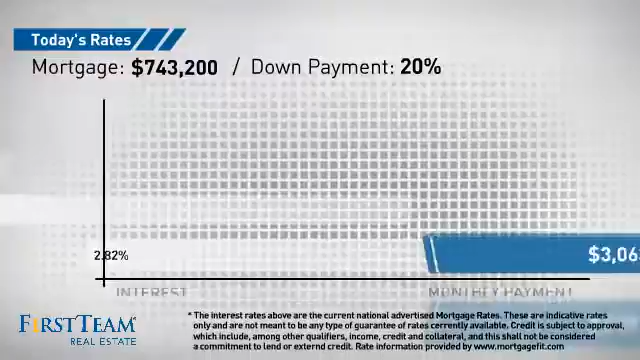 Today's Rates
Mortgage: $743,200 / Down Payment: 20%
2.82%
$3,06
INTEREST
MONTHLY PAYMENT
* The interest rates above are the current national advertised Mortgage Rates. These are indicative rates
only and are not meant to be any type of guarantee of rates cerrently available. Credit is subject to approval,
which include, among other qualifiers, income, credit and collateral, and this shall not be considered
a commitment to lend or externd credit. Rate information provided by www.mortgagefit.com
FIRSTTEAM®
REAL ESTATE